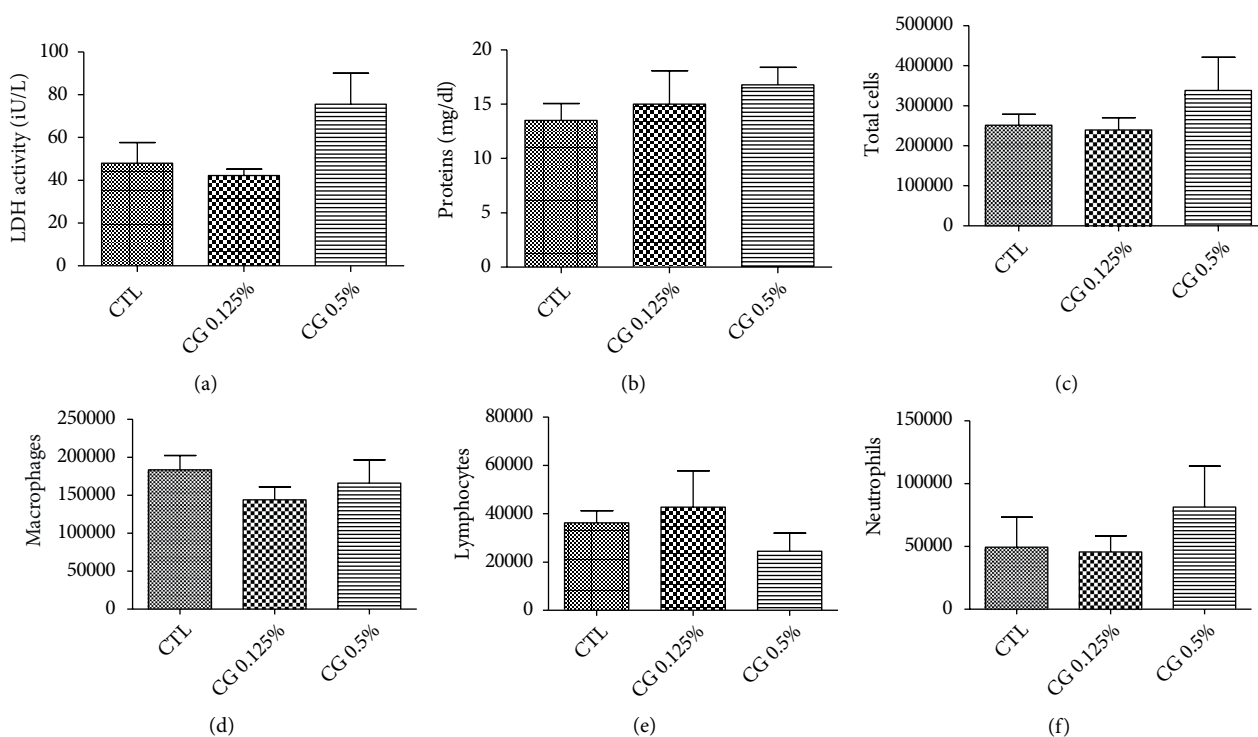 LDH activity (iU/L)
100
80
60
40
20
0
CTL
CG 0.125%
CG 0.5%
(a)
Proteins (mg/dl)
20
15
10
5
0
CTL
CG 0.125%
CG 0.5%
(b)
Total cells
500000
400000
300000
200000
100000
0
CTL
CG 0.125%
CG 0.5%
(c)
Macrophages
250000
200000
150000
100000
50000
0
CTL
CG 0.125%
CG 0.5%
(d)
Lymphocytes
80000
60000
40000
20000
0
CTL
CG 0.125%
CG 0.5%
(e)
Neutrophils
150000
100000
50000
0
CTL
CG 0.125%
CG 0.5%
(f)